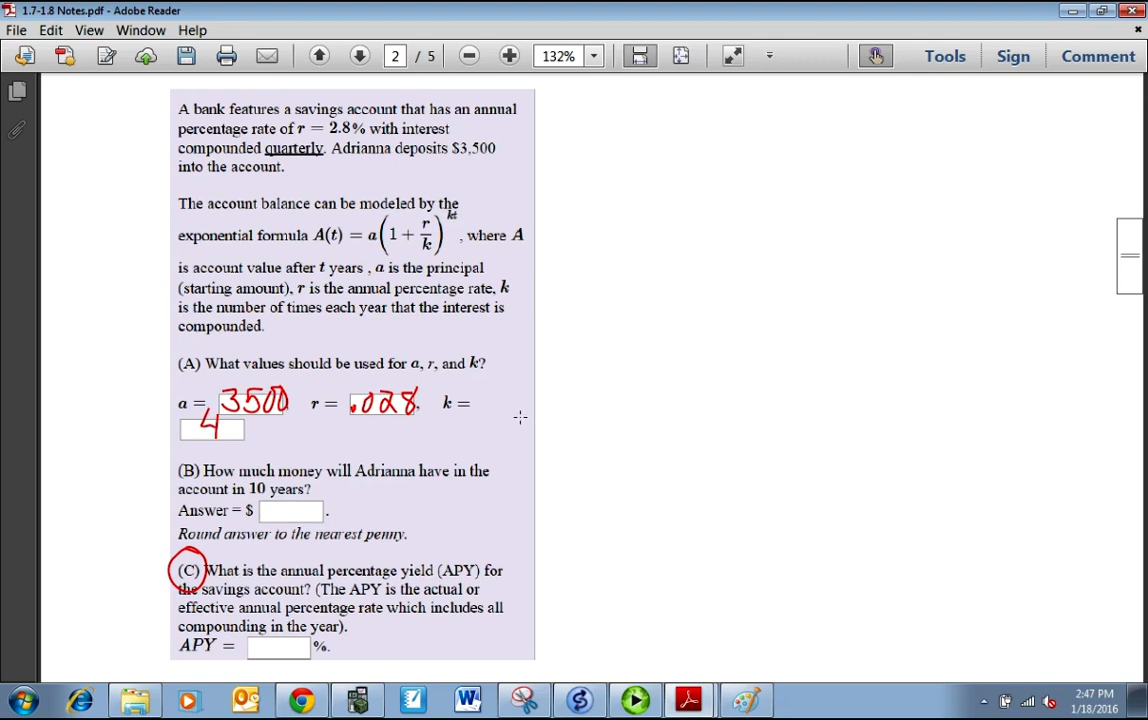 1.7-1.8 Notes.pdf - Adobe Reader
File Edit View Window Help
2 / 5 132% Tools Sign Comment
A bank features a savings account that has an annual
percentage rate of r = 2.8% with interest
compounded quarterly. Adrianna deposits $3,500
into the account.
The account balance can be modeled by the
exponential formula A(t) = a(1 + r/k)^kt, where A
is account value after t years , a is the principal
(starting amount), r is the annual percentage rate, k
is the number of times each year that the interest is
compounded.
(A) What values should be used for a, r, and k?
a = 3500 r = .028, k =
4
(B) How much money will Adrianna have in the
account in 10 years?
Answer = $ .
Round answer to the nearest penny.
(C) What is the annual percentage yield (APY) for
the savings account? (The APY is the actual or
effective annual percentage rate which includes all
compounding in the year).
APY = %.
2:47 PM
1/18/2016